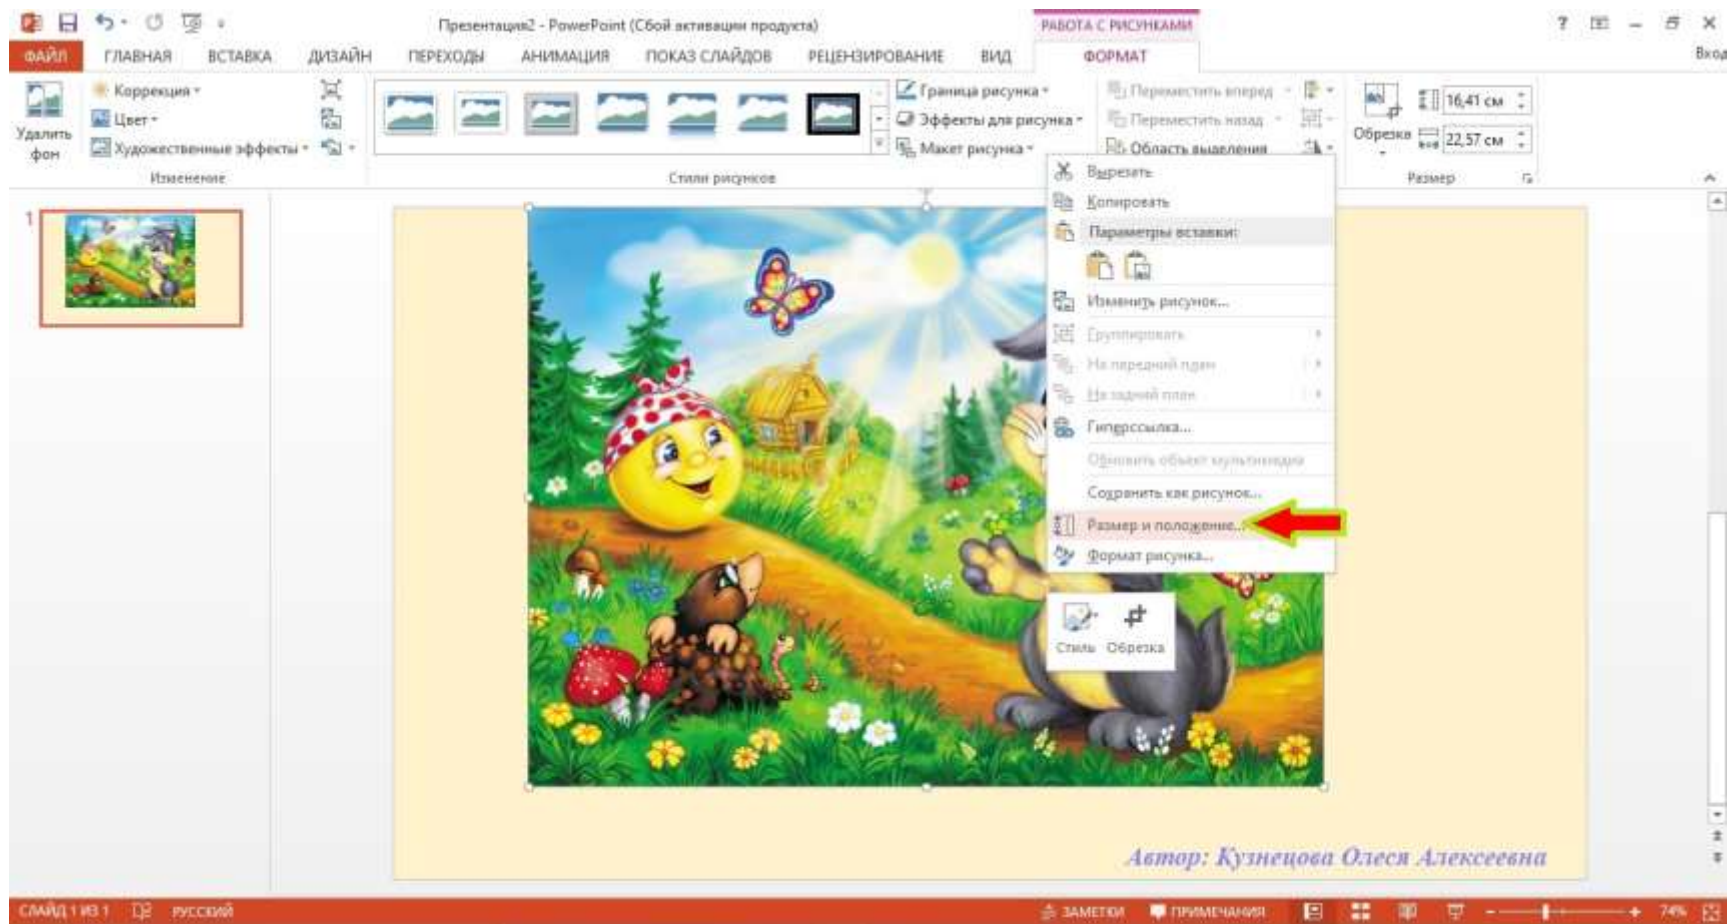 Презентация2 - PowerPoint (Сбой активации продукта)
РАБОТА С РИСУНКАМИ
?
ФАЙЛ ГЛАВНАЯ ВСТАВКА ДИЗАЙН ПЕРЕХОДЫ АНИМАЦИЯ ПОКАЗ СЛАЙДОВ РЕЦЕНЗИРОВАНИЕ ВИД ФОРМАТ Вход
Удалить фон
Коррекция
Цвет
Художественные эффекты
Изменение
Стили рисунков
Граница рисунка
Эффекты для рисунка
Макет рисунка
Переместить вперед
Переместить назад
Область выделения
Обрезка
16,41 см
22,57 см
Размер
1
Вырезать
Копировать
Параметры вставки:
Изменить рисунок...
Группировать
На передний план
На задний план
Гиперссылка...
Обновить объект мультимедиа
Сохранить как рисунок...
Размер и положение...
Формат рисунка...
Стиль Обрезка
Автор: Кузнецова Олеся Алексеевна
СЛАЙД 1 ИЗ 1 РУССКИЙ ЗАМЕТКИ ПРИМЕЧАНИЯ 74%